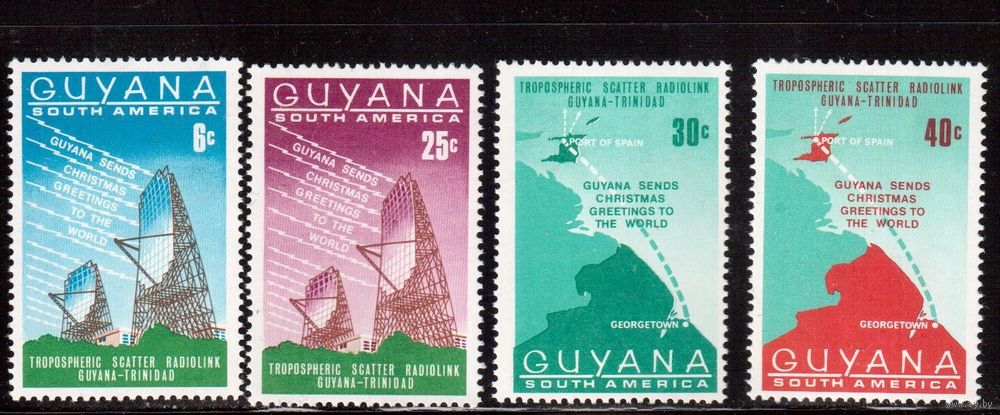 GUYANA
SOUTH AMERICA
6c
GUYANA SENDS
CHRISTMAS
GREETINGS
TO THE
WORLD
TROPOSPHERIC SCATTER RADIOLINK
GUYANA-TRINIDAD
GUYANA
SOUTH AMERICA
25c
GUYANA SENDS
CHRISTMAS
GREETINGS
TO THE
WORLD
TROPOSPHERIC SCATTER RADIOLINK
GUYANA-TRINIDAD
TROPOSPHERIC SCATTER RADIOLINK
GUYANA-TRINIDAD
30c
PORT OF SPAIN
GUYANA SENDS
CHRISTMAS
GREETINGS TO
THE WORLD
GEORGETOWN
GUYANA
SOUTH AMERICA
TROPOSPHERIC SCATTER RADIOLINK
GUYANA-TRINIDAD
40c
PORT OF SPAIN
GUYANA SENDS
CHRISTMAS
GREETINGS TO
THE WORLD
GEORGETOWN
GUYANA
SOUTH AMERICA